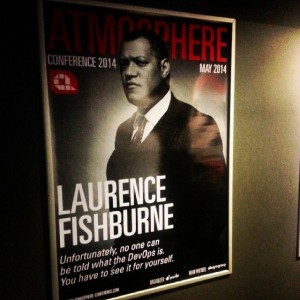 ATMOSPHERE
CONFERENCE 2014
MAY 2014
LAURENCE
FISHBURNE
Unfortunately, no one can
be told what the DevOps is.
You have to see it for yourself.